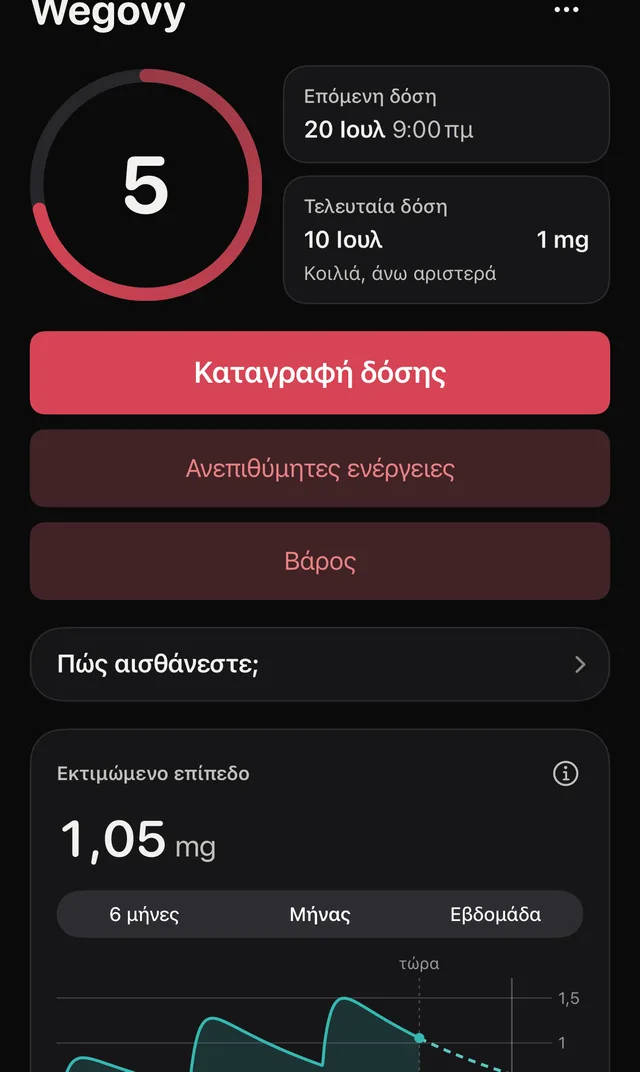 Wegovy
5
Επόμενη δόση
20 Ιουλ 9:00 πμ
Τελευταία δόση
10 Ιουλ 1 mg
Κοιλιά, άνω αριστερά
Καταγραφή δόσης
Ανεπιθύμητες ενέργειες
Βάρος
Πώς αισθάνεστε;
Εκτιμώμενο επίπεδο
1,05 mg
6 μήνες Μήνας Εβδομάδα
τώρα
1,5
1